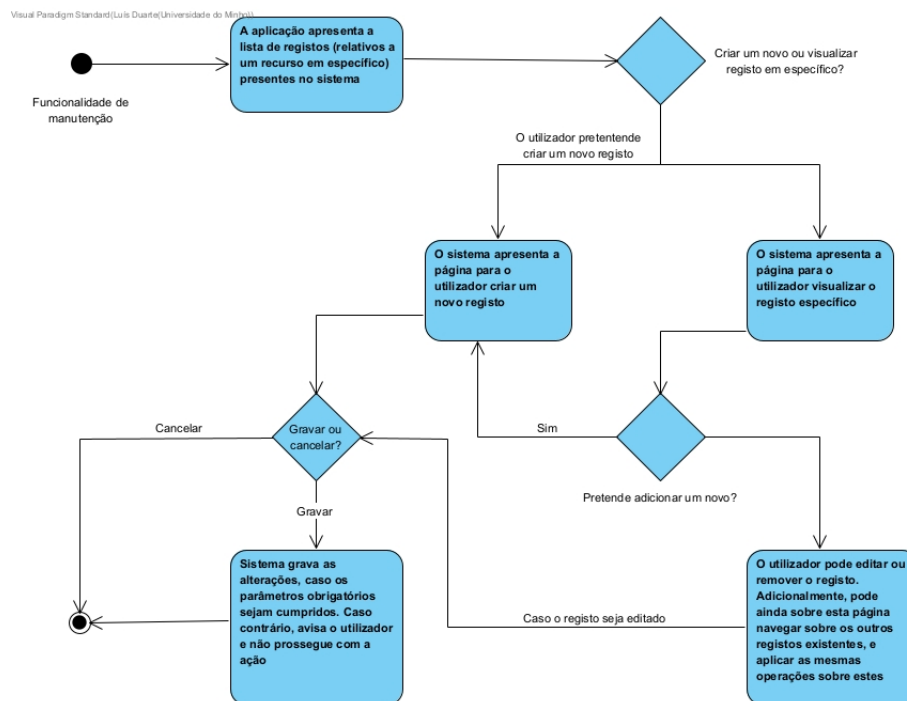 Visual Paradigm Standard(Luís Duarte(Universidade do Minho))
A aplicação apresenta a
lista de registos (relativos a
um recurso em específico)
presentes no sistema
Criar um novo ou visualizar
registo em específico?
Funcionalidade de
manutenção
O utilizador pretentende
criar um novo registo
O sistema apresenta a
página para o
utilizador criar um
novo registo
O sistema apresenta a
página para o
utilizador visualizar o
registo específico
Cancelar
Gravar ou
cancelar?
Sim
Pretende adicionar um novo?
Gravar
Sistema grava as
alterações, caso os
parâmetros obrigatórios
sejam cumpridos. Caso
contrário, avisa o utilizador
e não prossegue com a
ação
Caso o registo seja editado
O utilizador pode editar ou
remover o registo.
Adicionalmente, pode
ainda sobre esta página
navegar sobre os outros
registos existentes, e
aplicar as mesmas
operações sobre estes